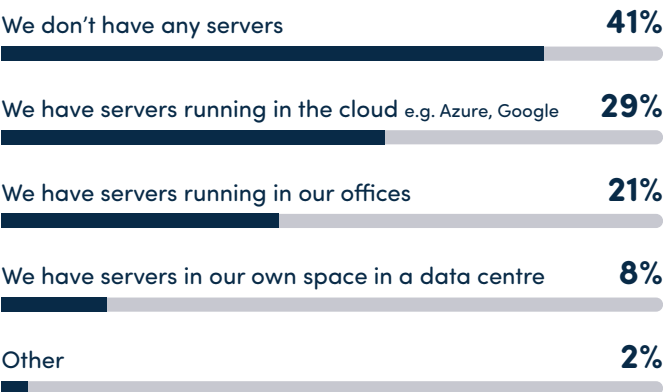 We don’t have any servers 41%
We have servers running in the cloud e.g. Azure, Google 29%
We have servers running in our offices 21%
We have servers in our own space in a data centre 8%
Other 2%